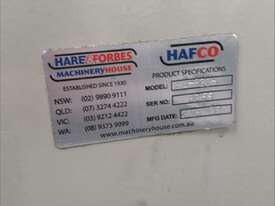 HARE & FORBES
MACHINERYHOUSE
ESTABLISHED SINCE 1930
NSW: (02) 9890 9111
QLD: (07) 3274 4222
VIC: (03) 9212 4422
WA: (08) 9373 9999
www.machineryhouse.com.au
HAFCO
PRODUCT SPECIFICATIONS
MODEL:
SER NO:
MFG DATE: